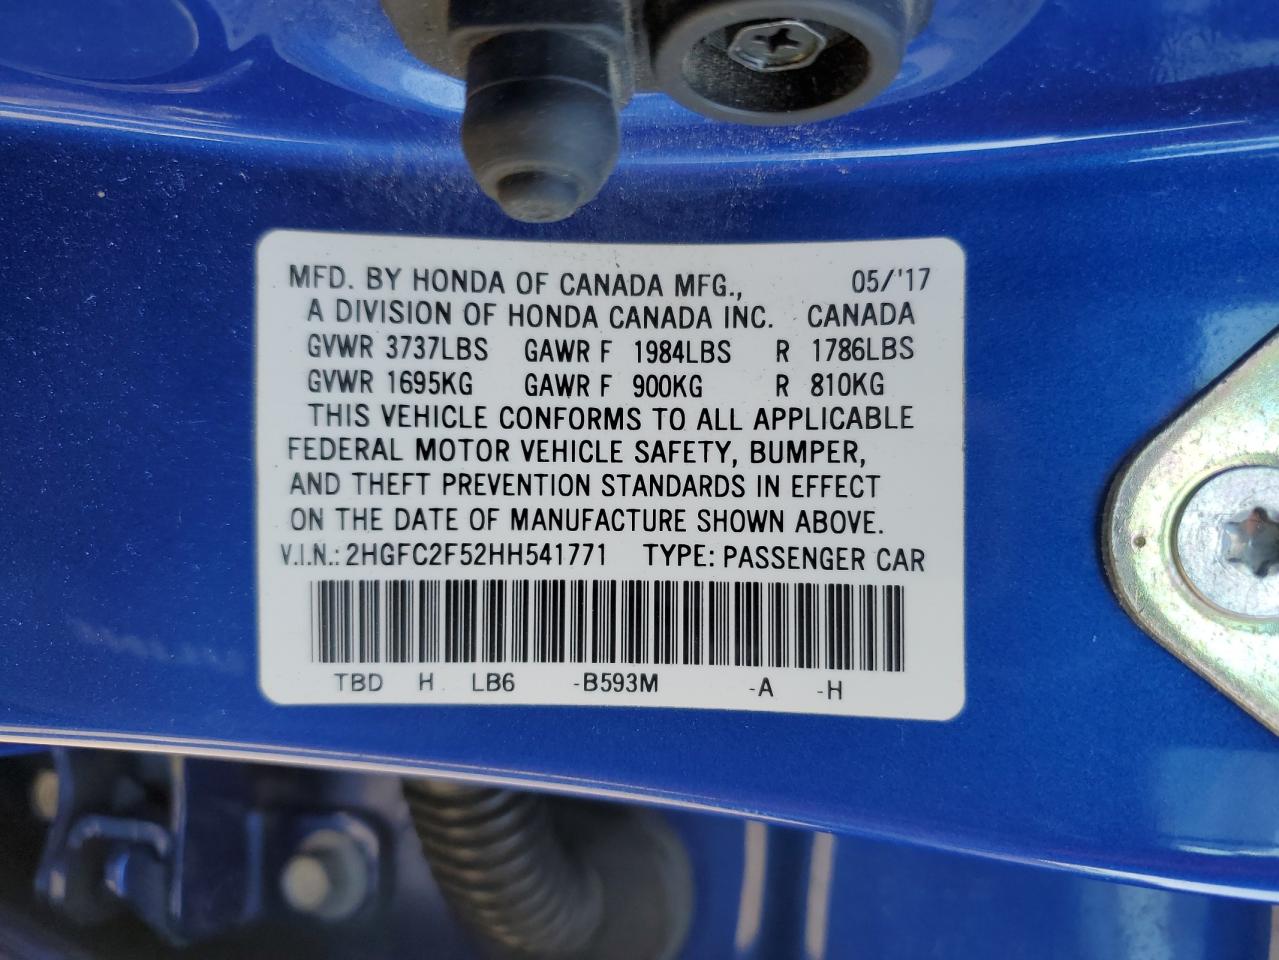 MFD. BY HONDA OF CANADA MFG., 05/'17
A DIVISION OF HONDA CANADA INC. CANADA
GVWR 3737LBS GAWR F 1984LBS R 1786LBS
GVWR 1695KG GAWR F 900KG R 810KG
THIS VEHICLE CONFORMS TO ALL APPLICABLE
FEDERAL MOTOR VEHICLE SAFETY, BUMPER,
AND THEFT PREVENTION STANDARDS IN EFFECT
ON THE DATE OF MANUFACTURE SHOWN ABOVE.
V.I.N.: 2HGFC2F52HH541771 TYPE: PASSENGER CAR
TBD H LB6 -B593M -A -H